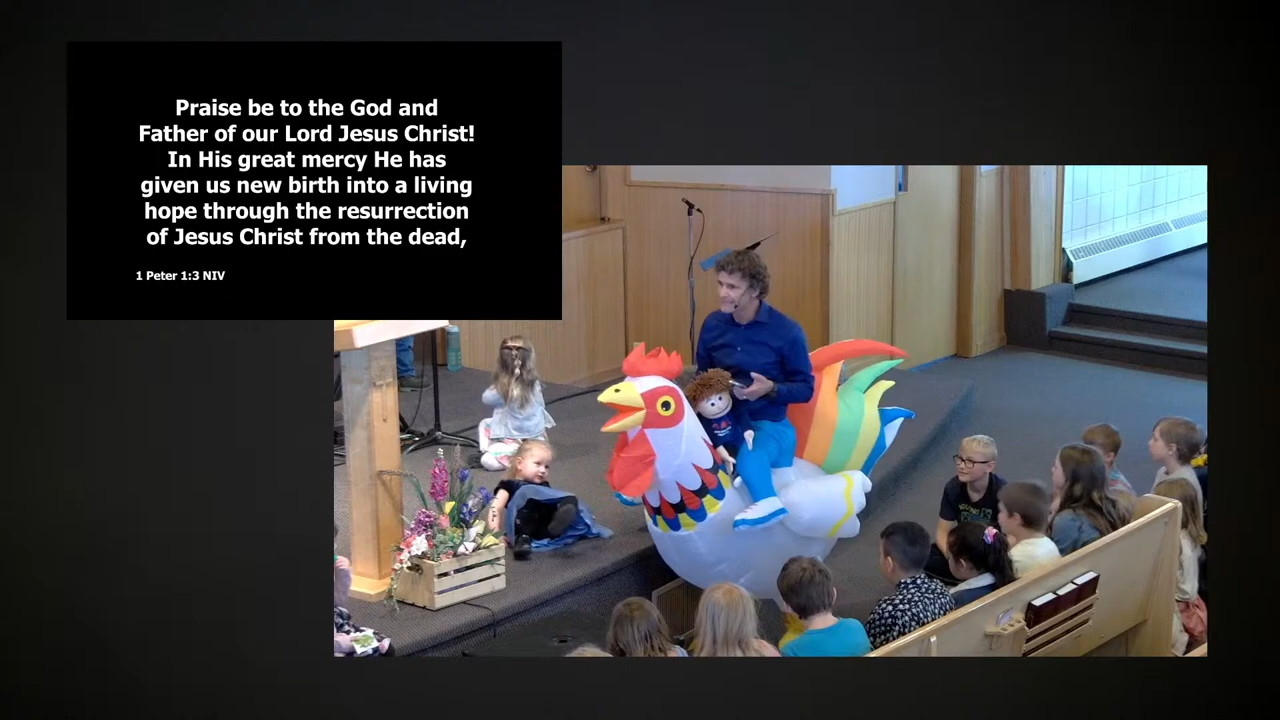 Praise be to the God and
Father of our Lord Jesus Christ!
In His great mercy He has
given us new birth into a living
hope through the resurrection
of Jesus Christ from the dead,
1 Peter 1:3 NIV